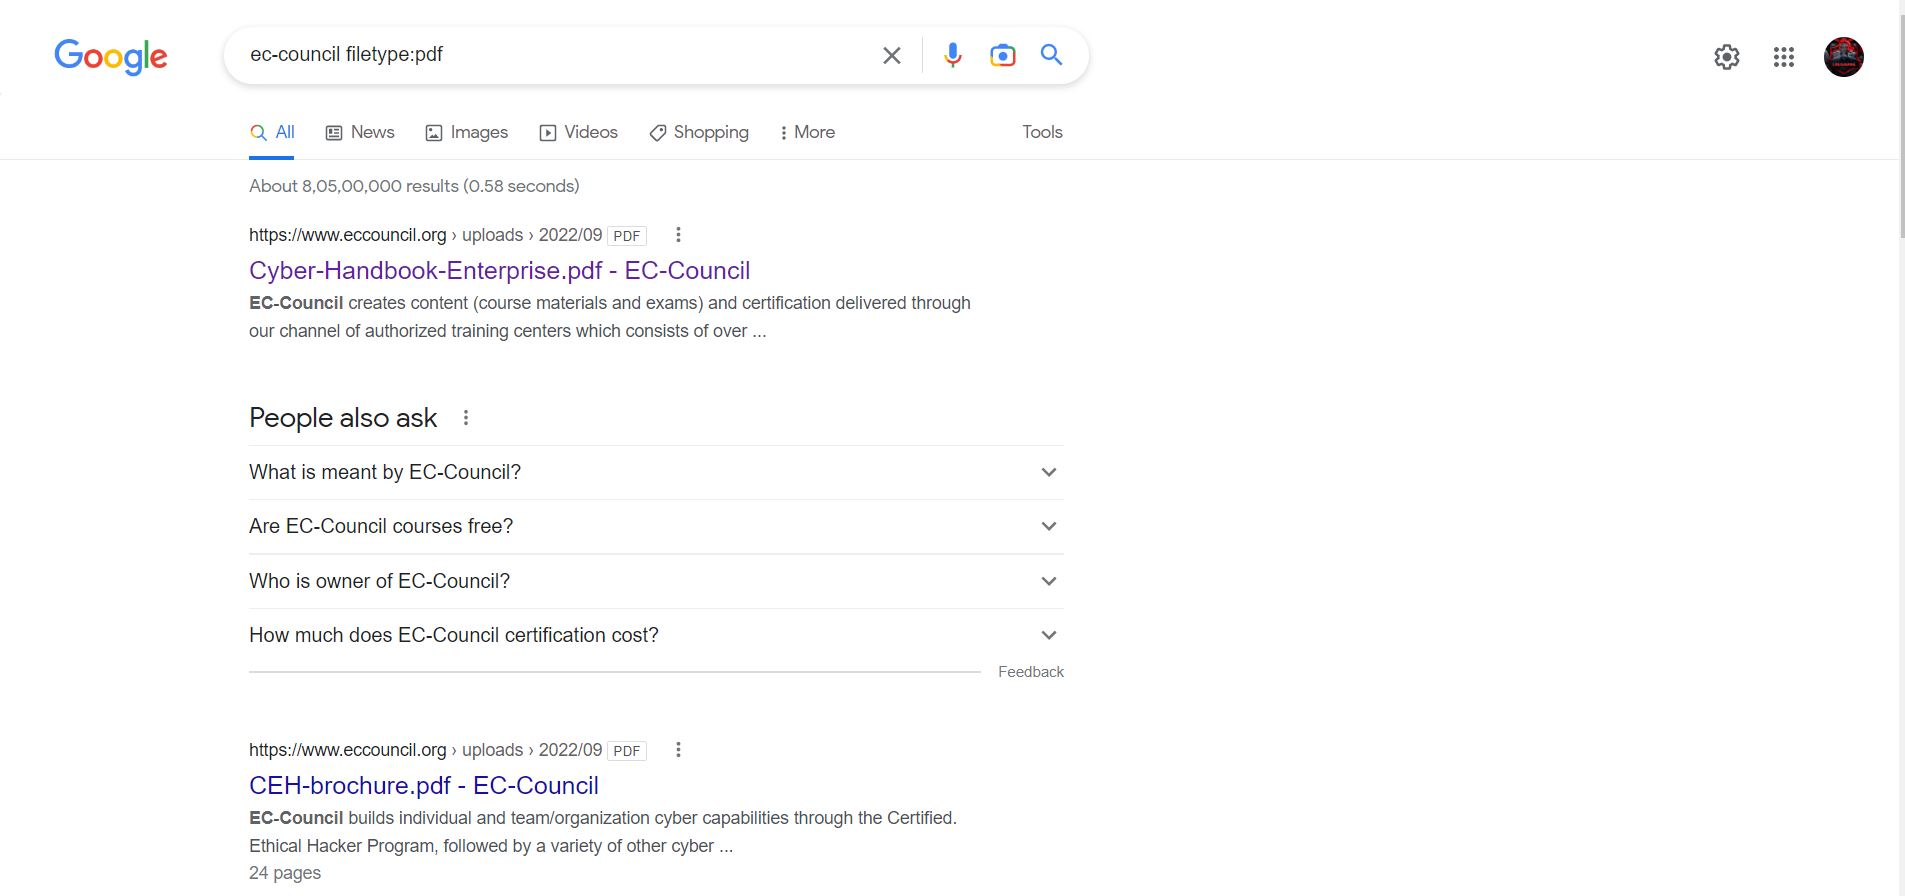 Google
ec-council filetype:pdf
All News Images Videos Shopping More Tools
About 8,05,00,000 results (0.58 seconds)
https://www.eccouncil.org › uploads › 2022/09 PDF
Cyber-Handbook-Enterprise.pdf - EC-Council
EC-Council creates content (course materials and exams) and certification delivered through
our channel of authorized training centers which consists of over ...
People also ask
What is meant by EC-Council?
Are EC-Council courses free?
Who is owner of EC-Council?
How much does EC-Council certification cost?
Feedback
https://www.eccouncil.org › uploads › 2022/09 PDF
CEH-brochure.pdf - EC-Council
EC-Council builds individual and team/organization cyber capabilities through the Certified.
Ethical Hacker Program, followed by a variety of other cyber ...
24 pages